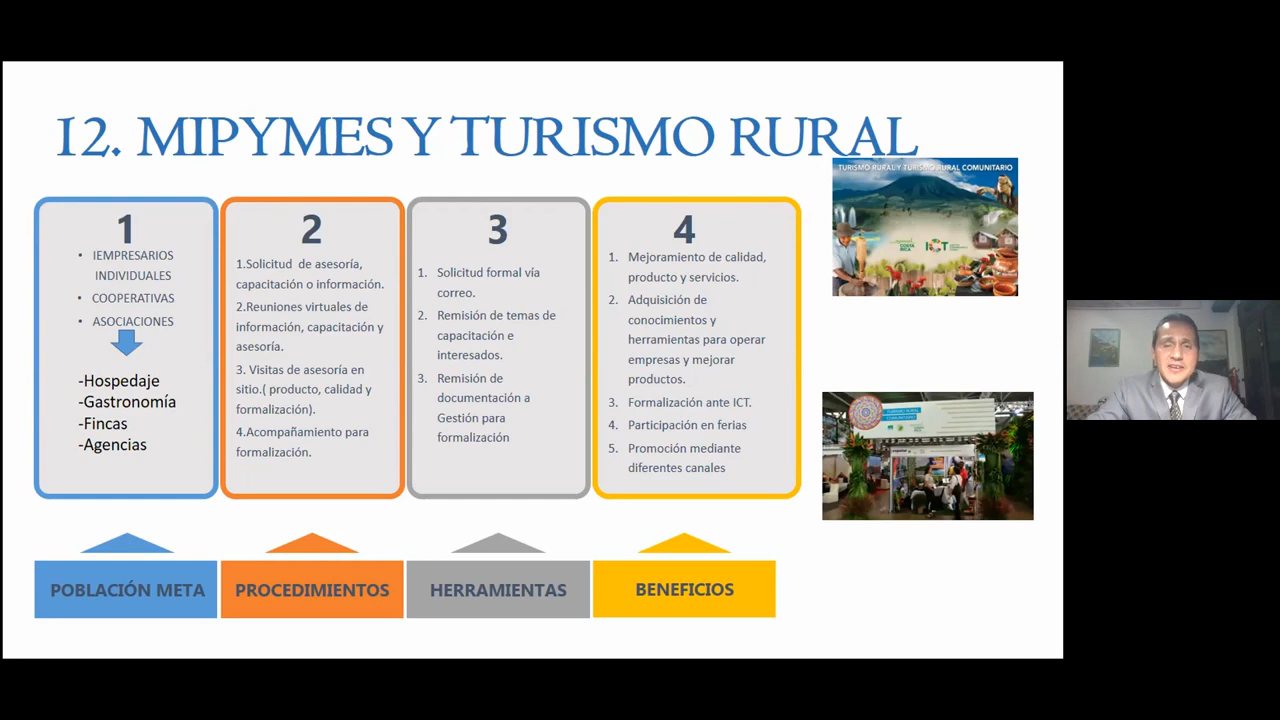 12. MIPYMES Y TURISMO RURAL
1
• IEMPRESARIOS
INDIVIDUALES
• COOPERATIVAS
• ASOCIACIONES
-Hospedaje
-Gastronomía
-Fincas
-Agencias
2
1.Solicitud de asesoría,
capacitación o información.
2.Reuniones virtuales de
información, capacitación y
asesoría.
3. Visitas de asesoría en
sitio.( producto, calidad y
formalización).
4.Acompañamiento para
formalización.
3
1. Solicitud formal vía
correo.
2. Remisión de temas de
capacitación e
interesados.
3. Remisión de
documentación a
Gestión para
formalización
4
1. Mejoramiento de calidad,
producto y servicios.
2. Adquisición de
conocimientos y
herramientas para operar
empresas y mejorar
productos.
3. Formalización ante ICT.
4. Participación en ferias
5. Promoción mediante
diferentes canales
POBLACIÓN META
PROCEDIMIENTOS
HERRAMIENTAS
BENEFICIOS
TURISMO RURAL Y TURISMO RURAL COMUNITARIO
COSTA
RICA
ICT
TURISMO RURAL